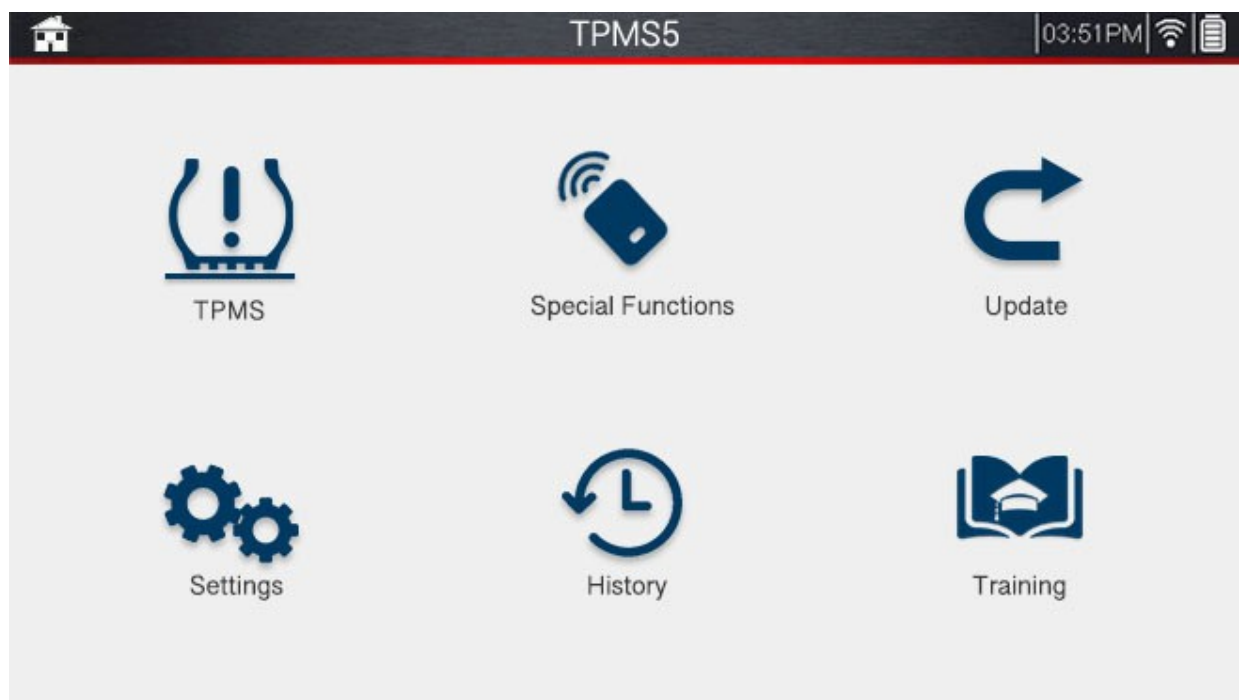 TPMS5
03:51PM
TPMS
Special Functions
Update
Settings
History
Training